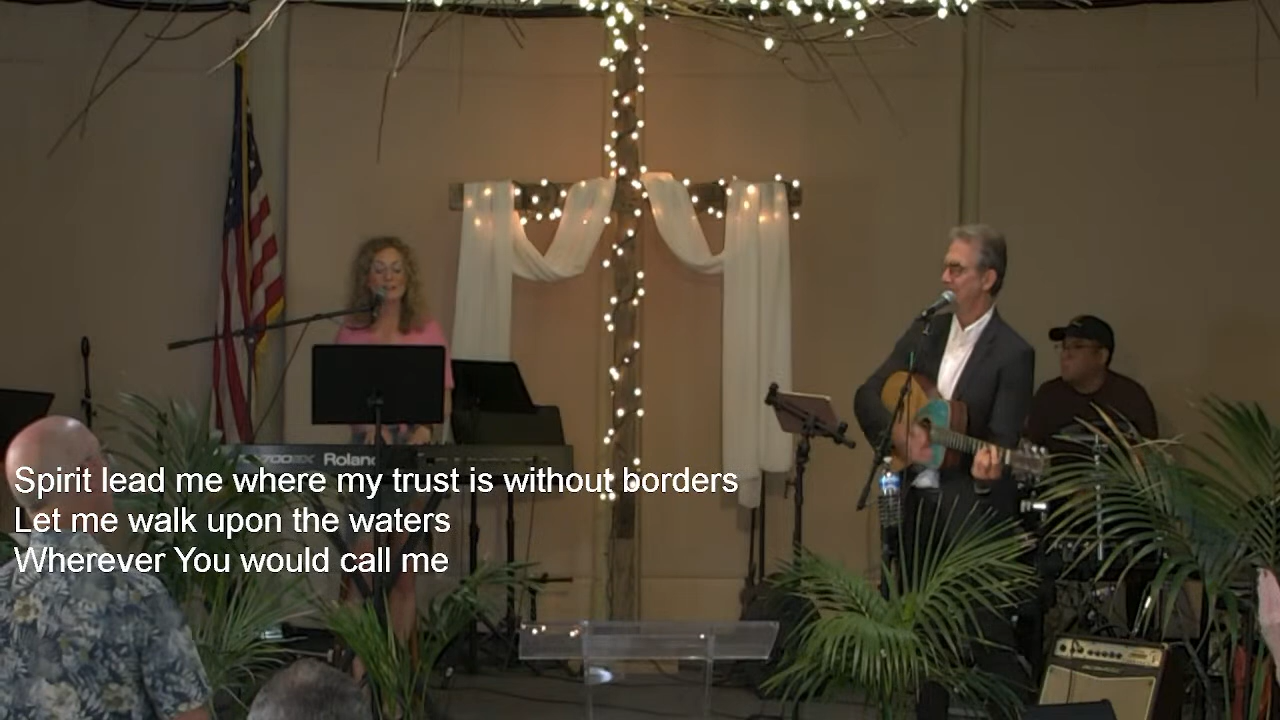 Roland
Spirit lead me where my trust is without borders
Let me walk upon the waters
Wherever You would call me